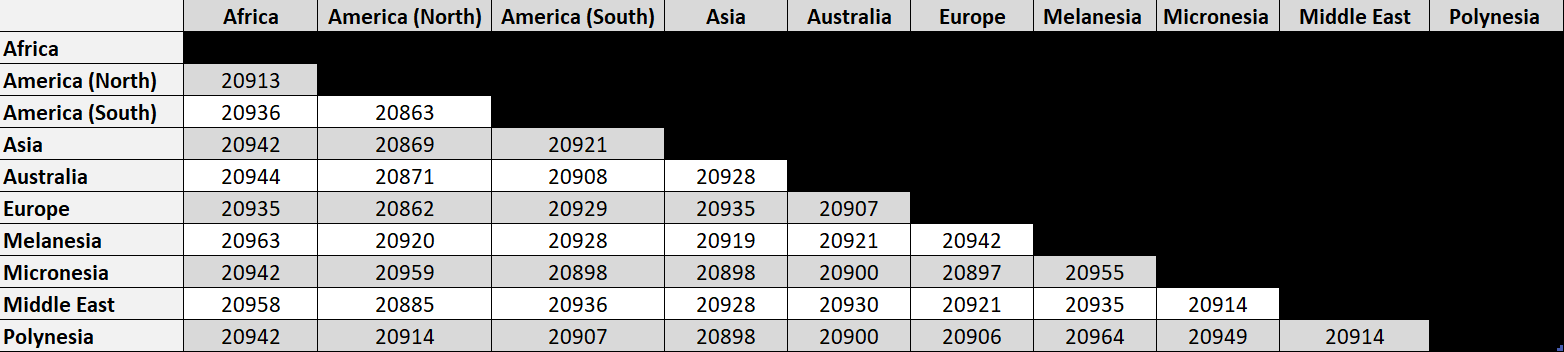 Africa America (North) America (South) Asia Australia Europe Melanesia Micronesia Middle East Polynesia
Africa
America (North) 20913
America (South) 20936 20863
Asia 20942 20869 20921
Australia 20944 20871 20908 20928
Europe 20935 20862 20929 20935 20907
Melanesia 20963 20920 20928 20919 20921 20942
Micronesia 20942 20959 20898 20898 20900 20897 20955
Middle East 20958 20885 20936 20928 20930 20921 20935 20914
Polynesia 20942 20914 20907 20898 20900 20906 20964 20949 20914